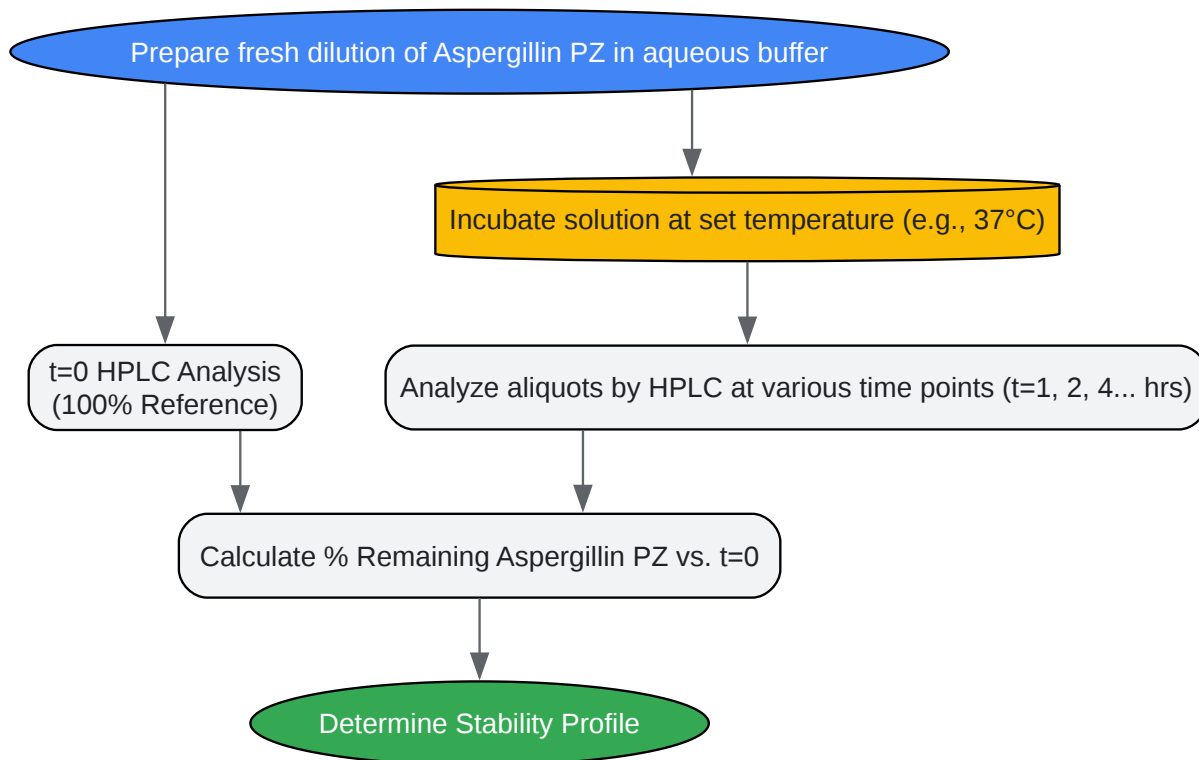 Prepare fresh dilution of Aspergillin PZ in aqueous buffer
Incubate solution at set temperature (e.g., 37°C)
t=0 HPLC Analysis
(100% Reference)
Analyze aliquots by HPLC at various time points (t=1, 2, 4... hrs)
Calculate % Remaining Aspergillin PZ vs. t=0
Determine Stability Profile